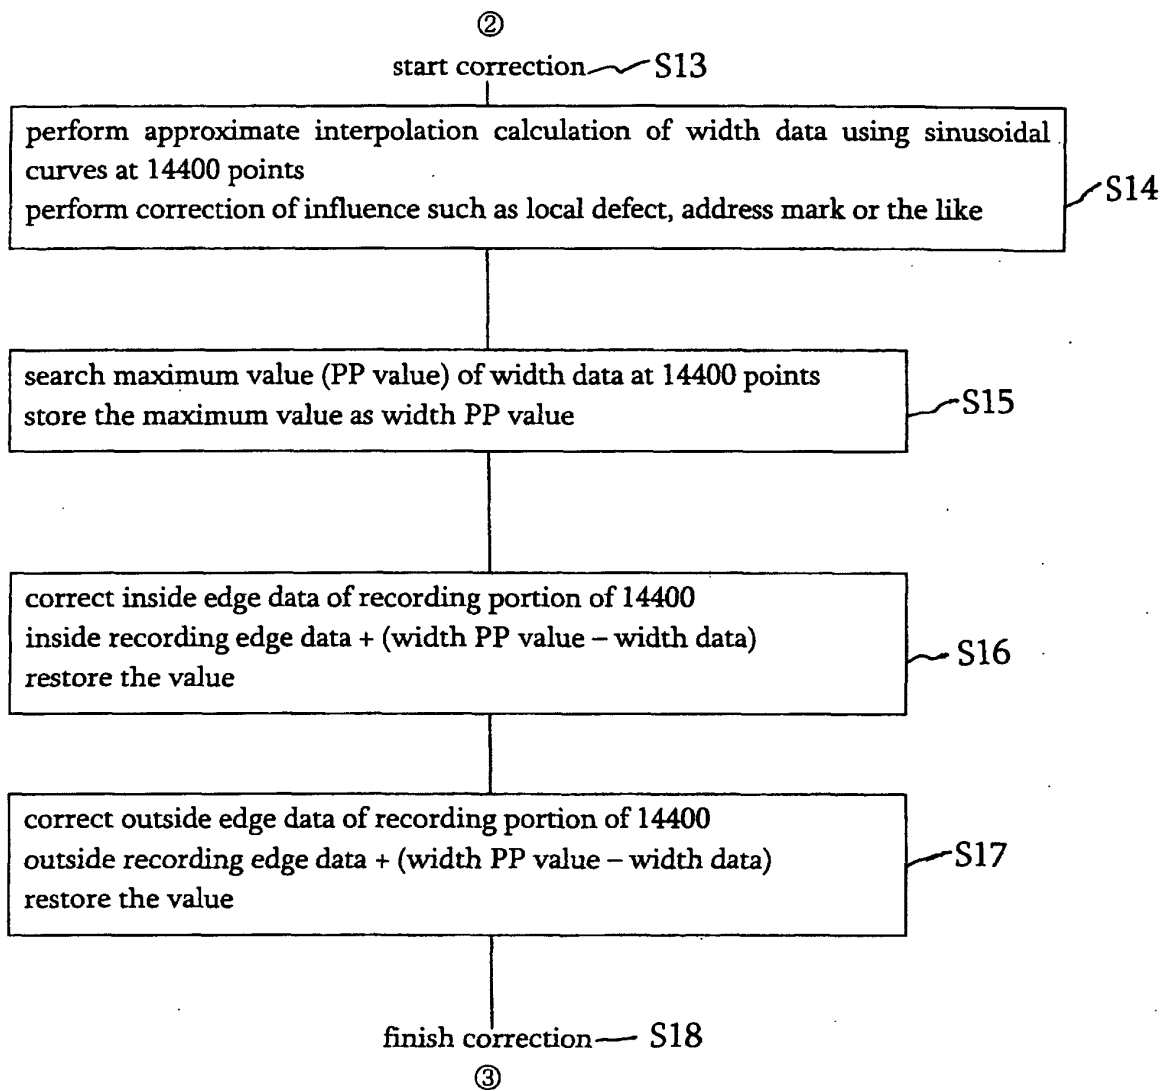 ②
start correction S13
perform approximate interpolation calculation of width data using sinusoidal
curves at 14400 points
perform correction of influence such as local defect, address mark or the like
S14
search maximum value (PP value) of width data at 14400 points
store the maximum value as width PP value
S15
correct inside edge data of recording portion of 14400
inside recording edge data + (width PP value – width data)
restore the value
S16
correct outside edge data of recording portion of 14400
outside recording edge data + (width PP value – width data)
restore the value
S17
finish correction S18
③